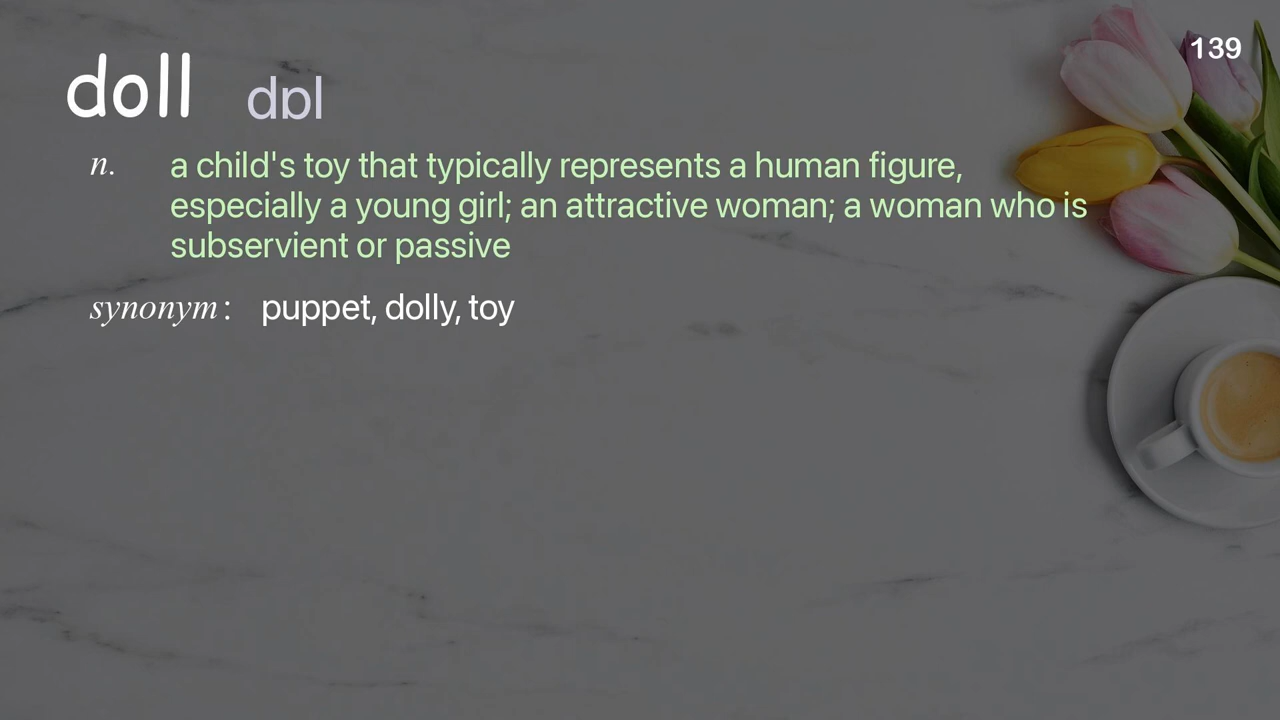 139
doll dɒl
n. a child's toy that typically represents a human figure,
especially a young girl; an attractive woman; a woman who is
subservient or passive
synonym: puppet, dolly, toy